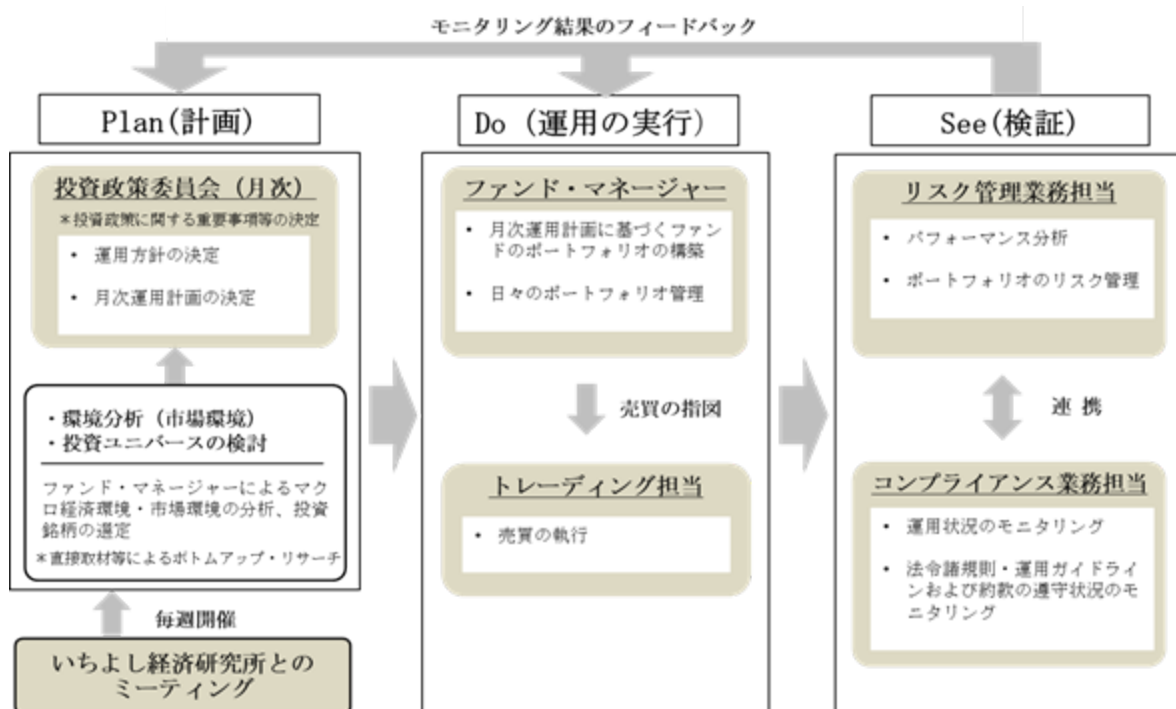 モニタリング結果のフィードバック
Plan(計画)
投資政策委員会（月次）
＊投資政策に関する重要事項等の決定
• 運用方針の決定
• 月次運用計画の決定
・環境分析（市場環境）
・投資ユニバースの検討
ファンド・マネージャーによるマク
ロ経済環境・市場環境の分析、投資
銘柄の選定
＊直接取材等によるボトムアップ・リサーチ
毎週開催
いちよし経済研究所との
ミーティング
Do（運用の実行）
ファンド・マネージャー
• 月次運用計画に基づくファン
ドのポートフォリオの構築
• 日々のポートフォリオ管理
売買の指図
トレーディング担当
• 売買の執行
See(検証)
リスク管理業務担当
• パフォーマンス分析
• ポートフォリオのリスク管理
連 携
コンプライアンス業務担当
• 運用状況のモニタリング
• 法令諸規則・運用ガイドライ
ンおよび約款の遵守状況のモ
ニタリング